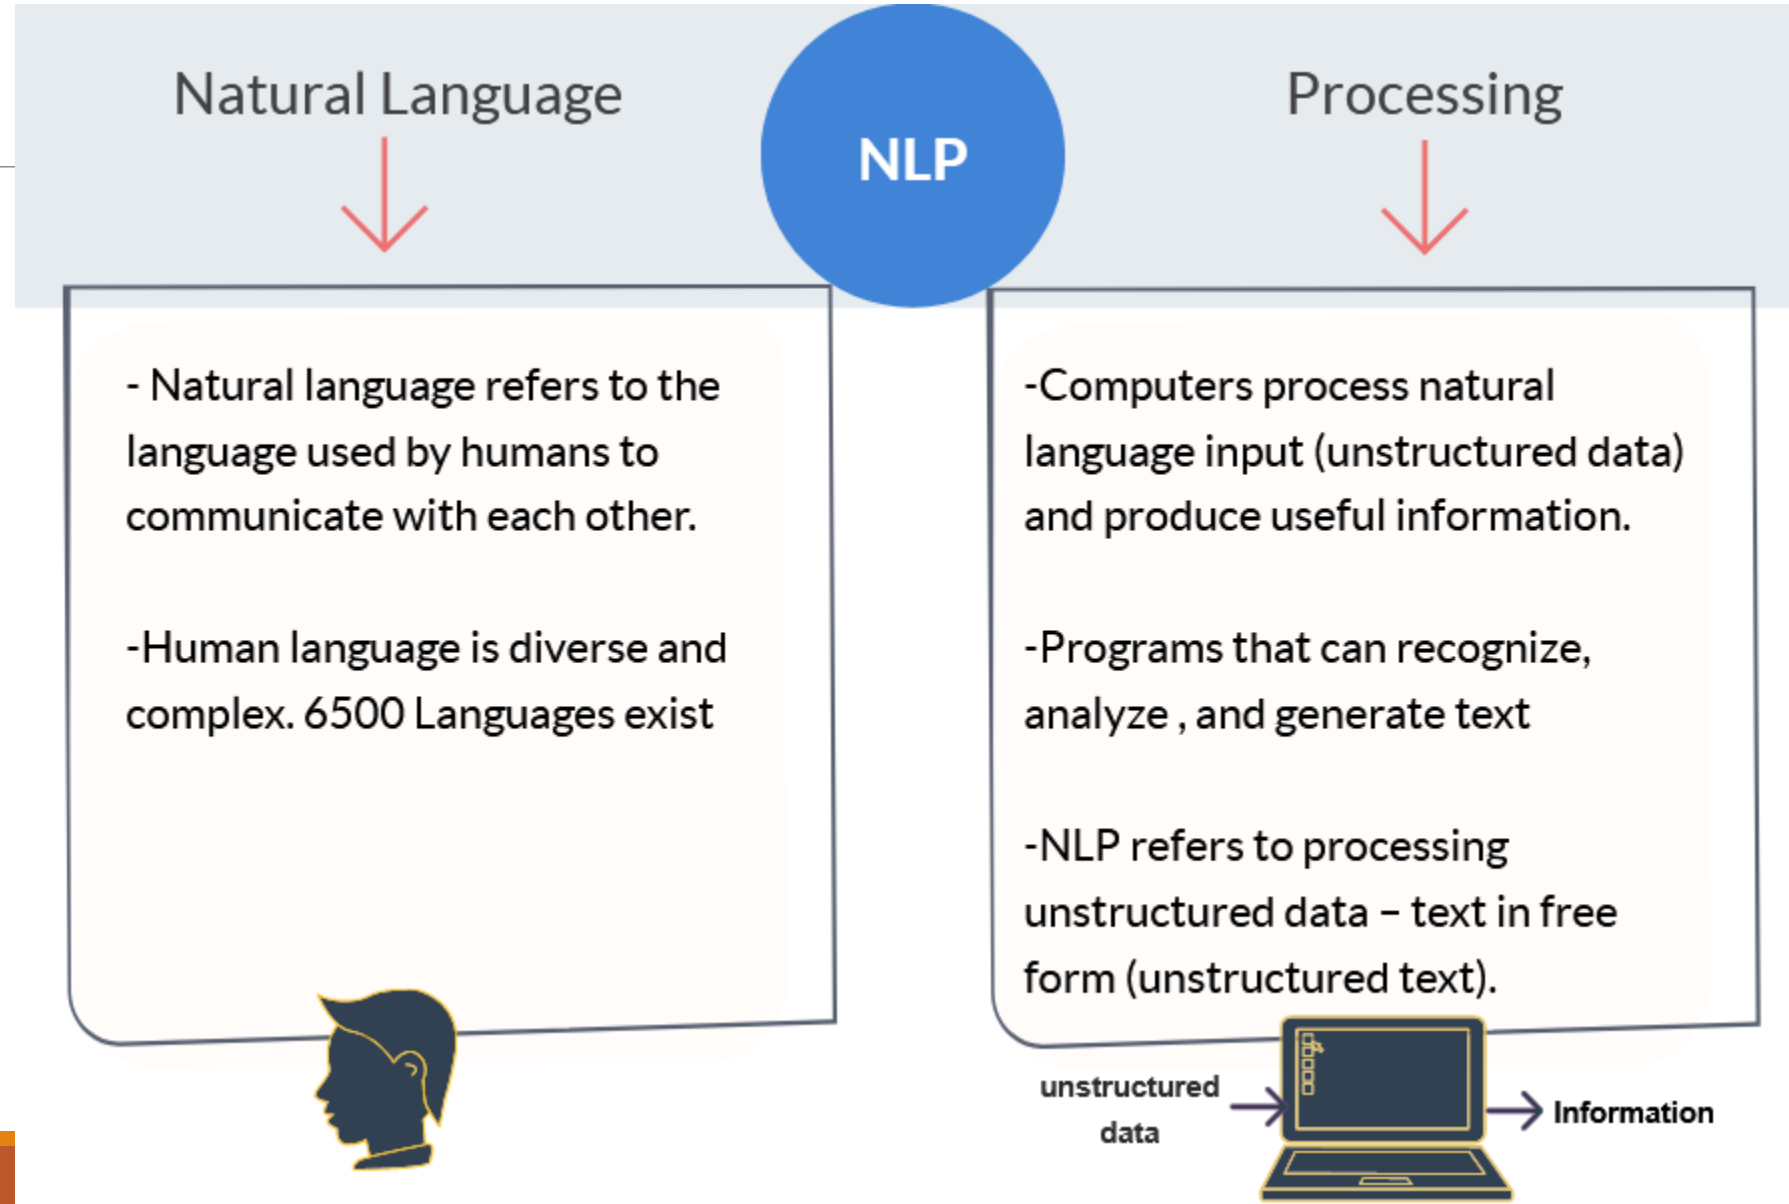 Natural Language
NLP
Processing
- Natural language refers to the
language used by humans to
communicate with each other.
-Human language is diverse and
complex. 6500 Languages exist
-Computers process natural
language input (unstructured data)
and produce useful information.
-Programs that can recognize,
analyze , and generate text
-NLP refers to processing
unstructured data – text in free
form (unstructured text).
unstructured
data
Information